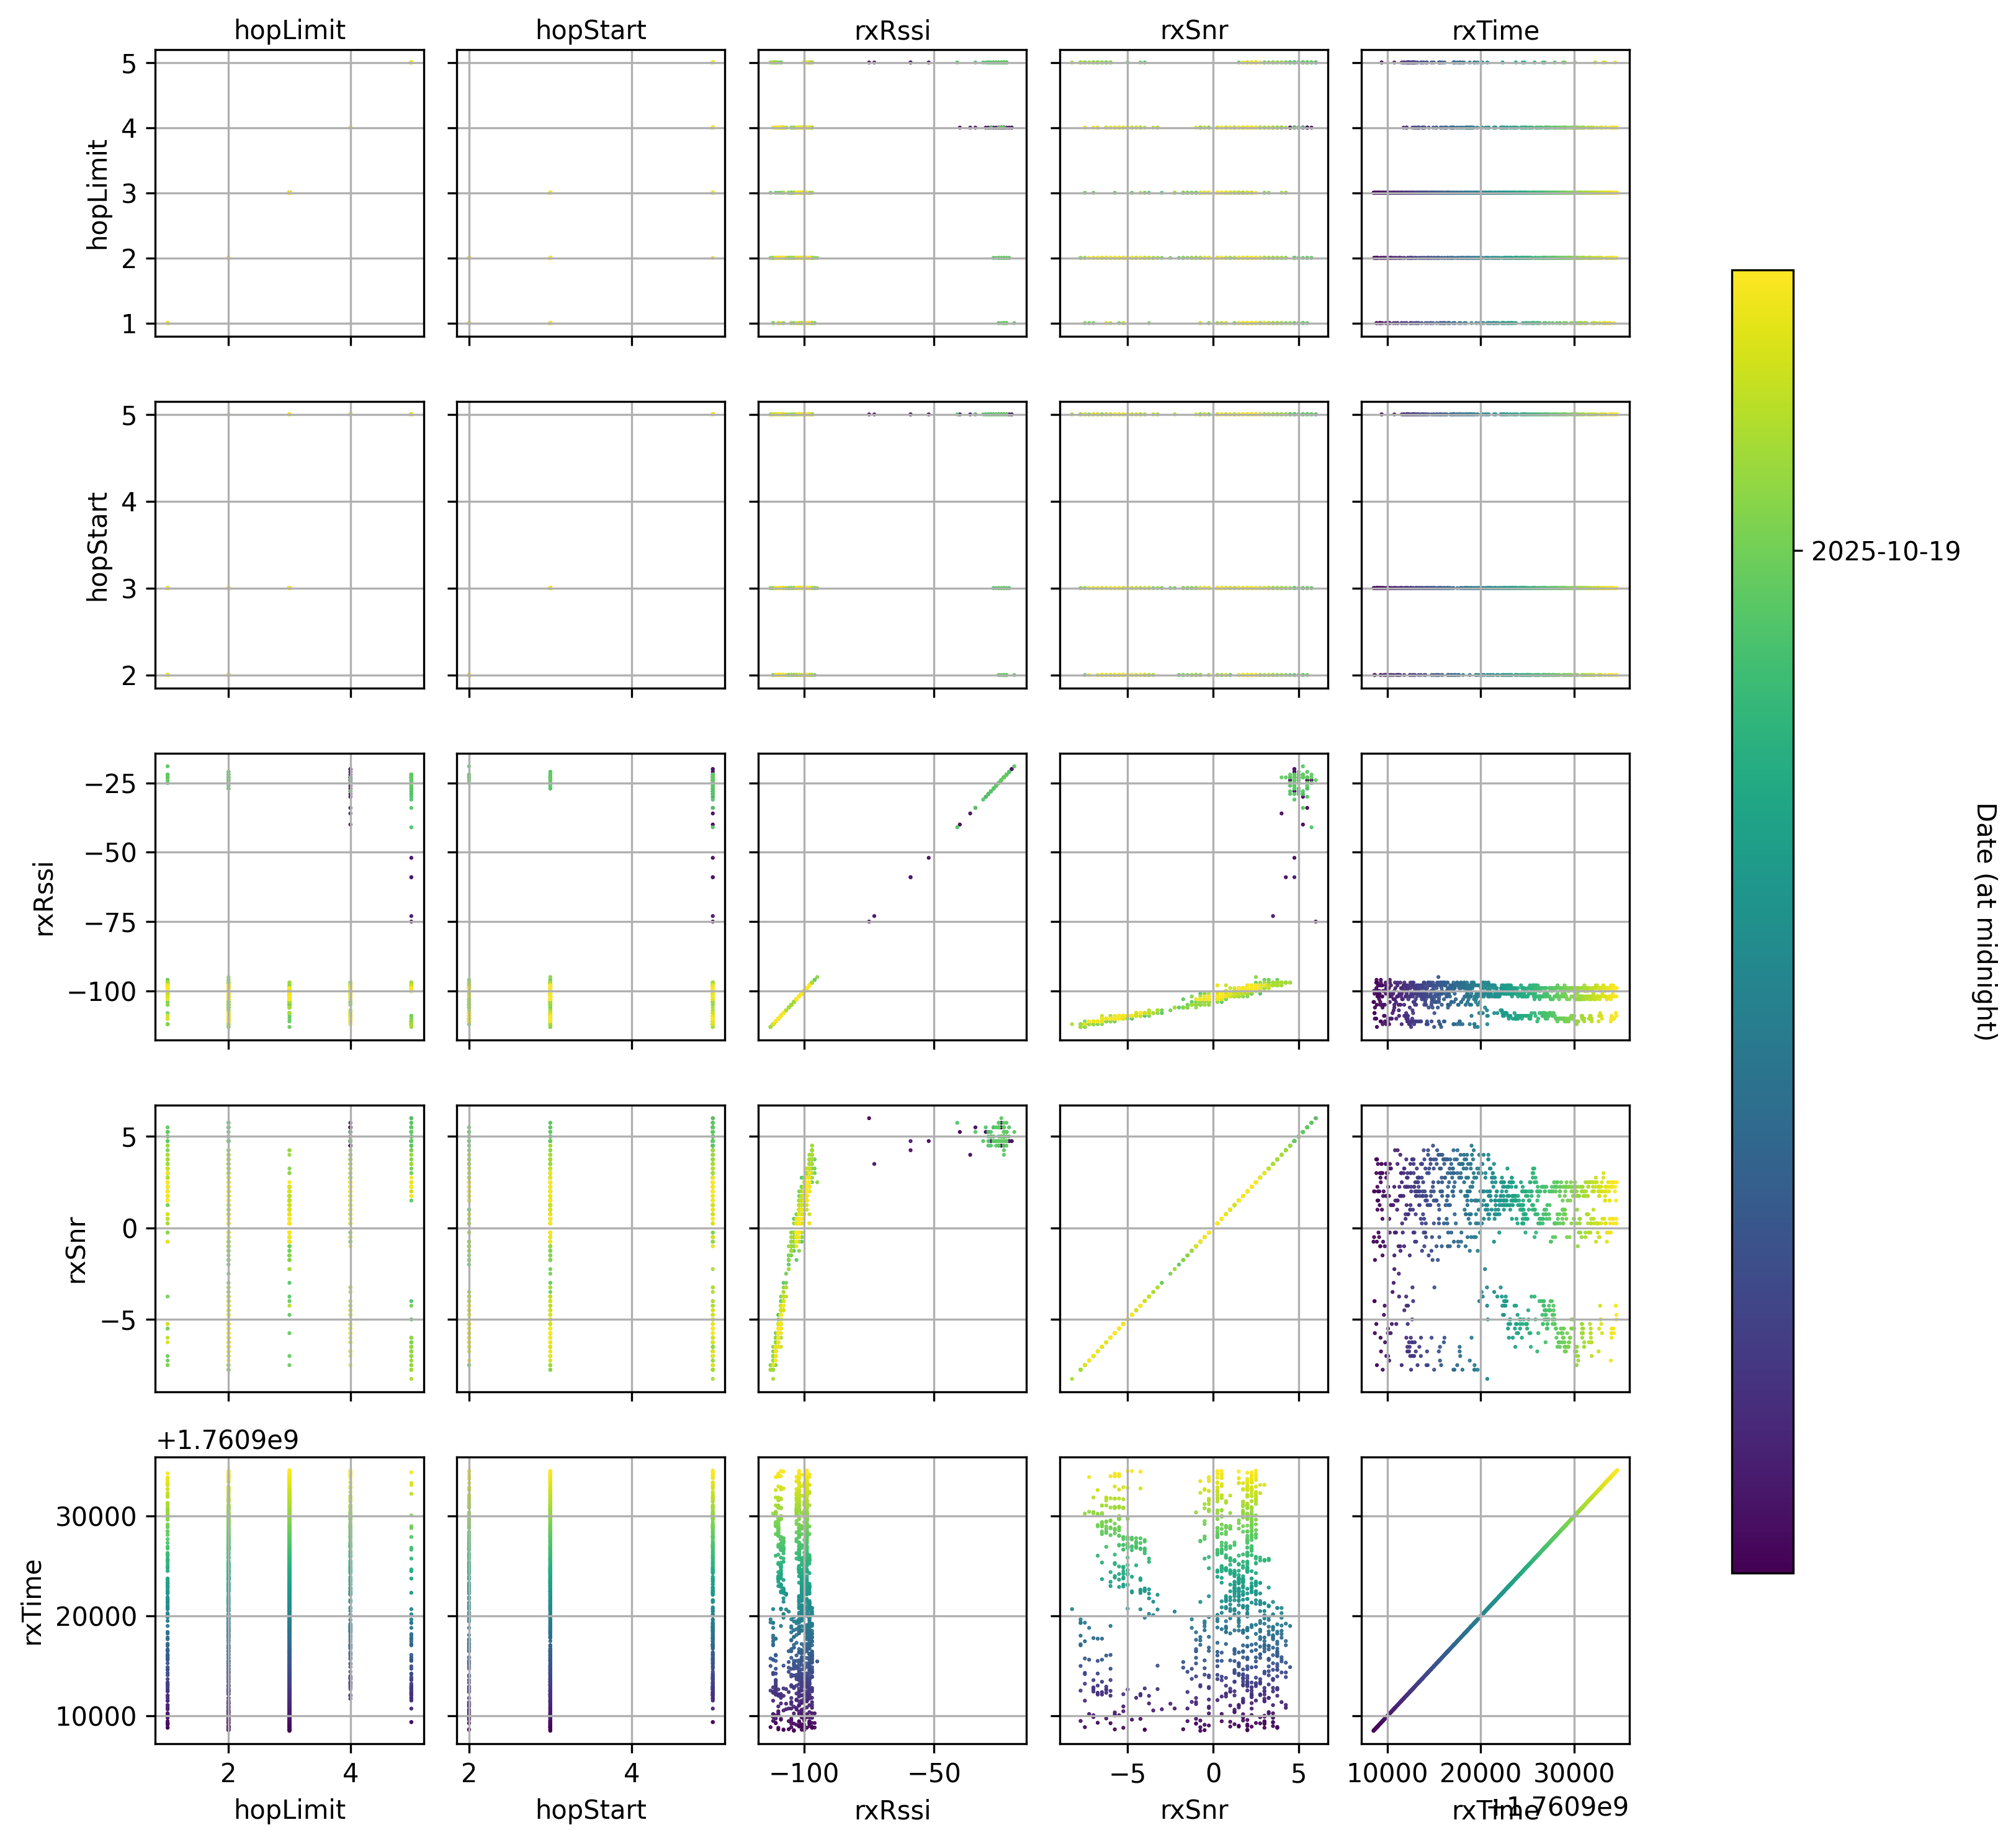 hopLimit hopStart rxRssi rxSnr rxTime
5
4
3
2
1
hopLimit
5
4
3
2
hopStart
2025-10-19
−25
−50
−75
−100
rxRssi
Date (at midnight)
5
0
−5
rxSnr
+1.7609e9
30000
20000
10000
rxTime
2 4 2 4 −100 −50 −5 0 5 10000 20000 30000
hopLimit hopStart rxRssi rxSnr rxTime +1.7609e9